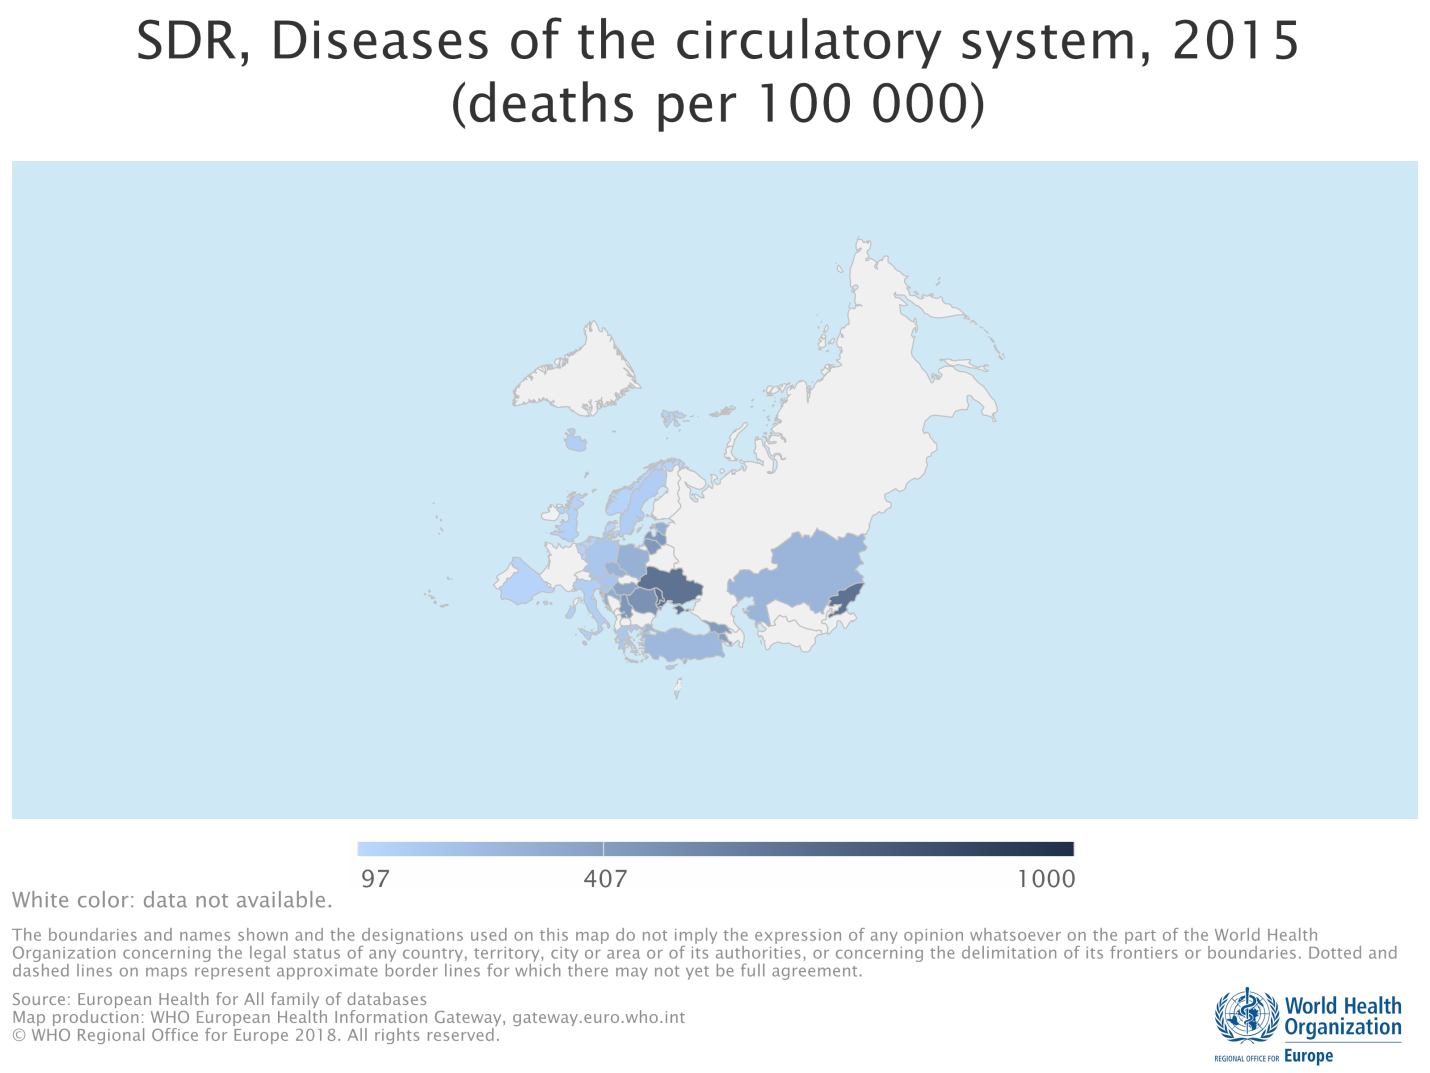 SDR, Diseases of the circulatory system, 2015
(deaths per 100 000)
97
407
1000
White color: data not available.
The boundaries and names shown and the designations used on this map do not imply the expression of any opinion whatsoever on the part of the World Health
Organization concerning the legal status of any country, territory, city or area or of its authorities, or concerning the delimitation of its frontiers or boundaries. Dotted and
dashed lines on maps represent approximate border lines for which there may not yet be full agreement.
Source: European Health for All family of databases
Map production: WHO European Health Information Gateway, gateway.euro.who.int
© WHO Regional Office for Europe 2018. All rights reserved.
World Health
Organization
REGIONAL OFFICE FOR Europe